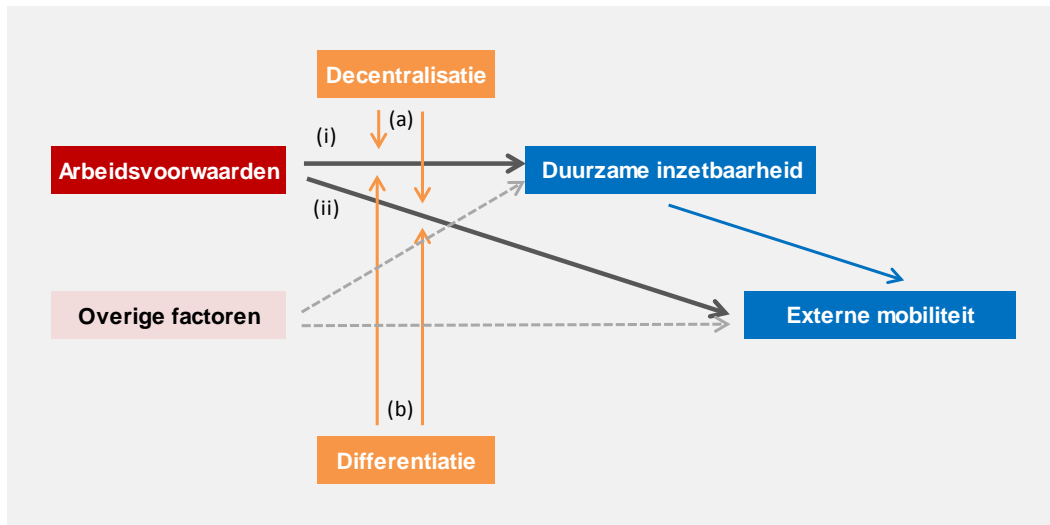 Decentralisatie
(a)
(i)
Arbeidsvoorwaarden
Duurzame inzetbaarheid
(ii)
Overige factoren
Externe mobiliteit
(b)
Differentiatie